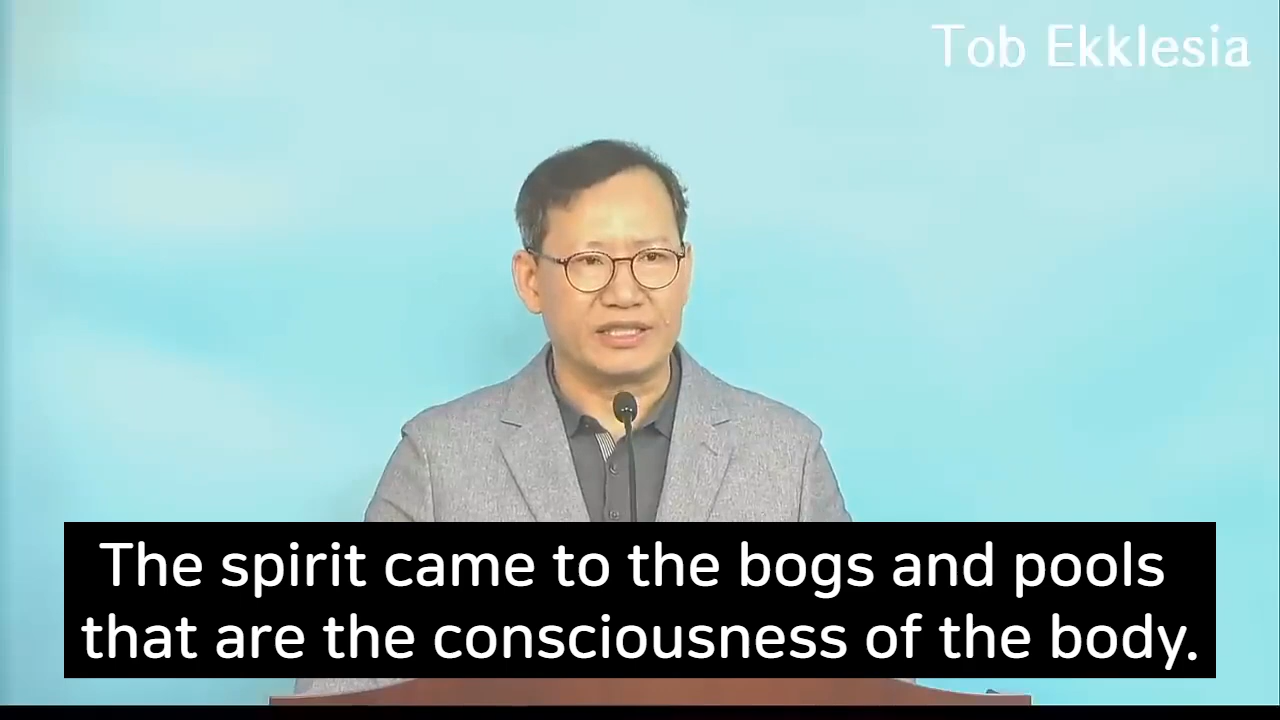 Tob Ekklesia
The spirit came to the bogs and pools
that are the consciousness of the body.